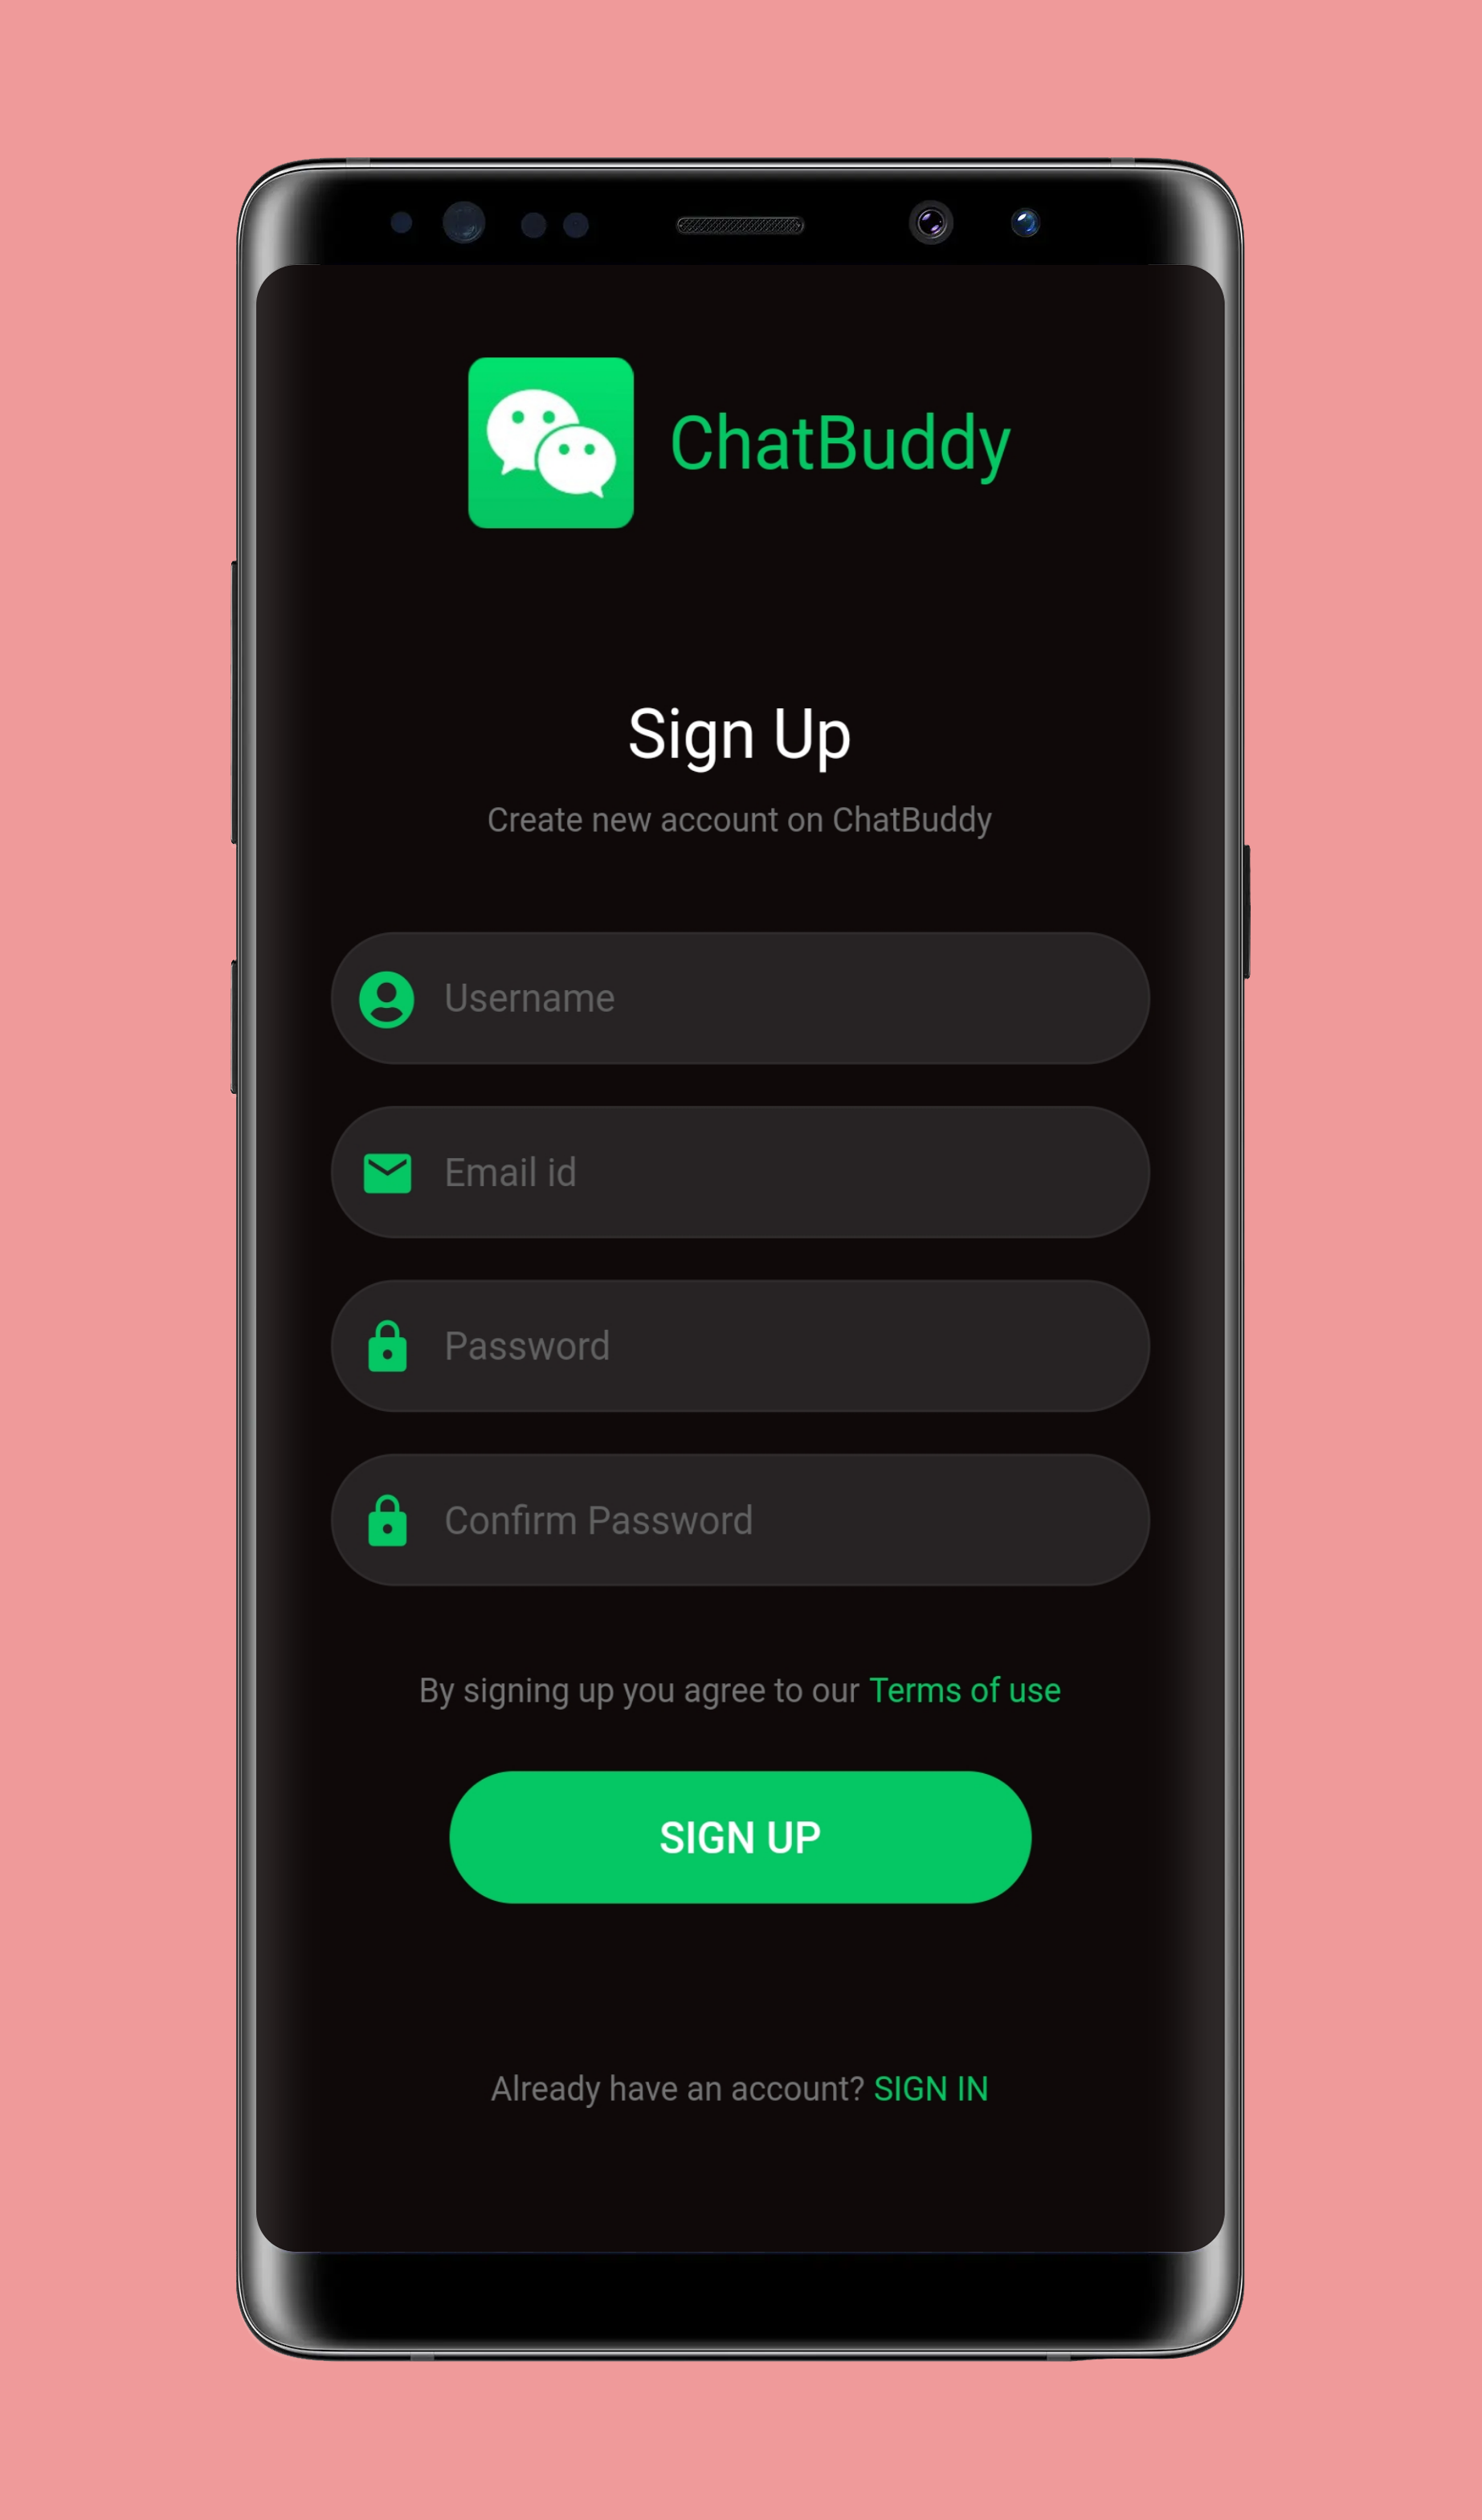 ChatBuddy
Sign Up
Create new account on ChatBuddy
Username
Email id
Password
Confirm Password
By signing up you agree to our Terms of use
SIGN UP
Already have an account? SIGN IN